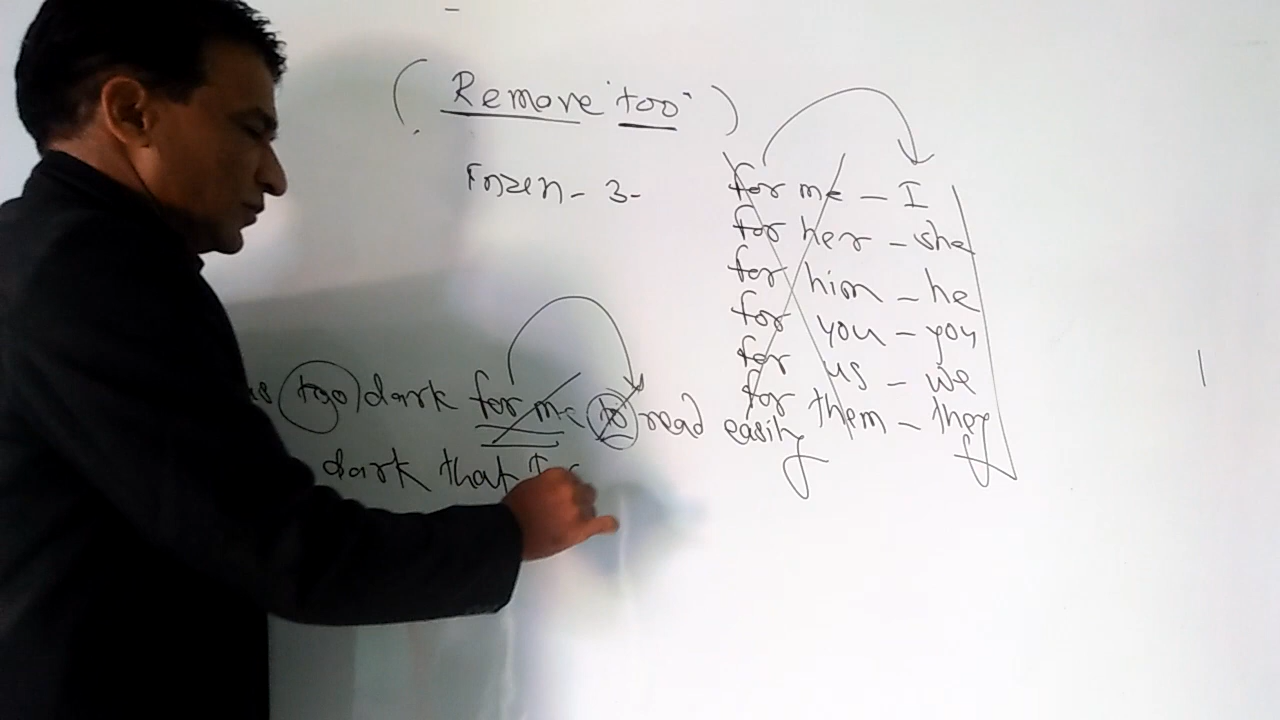 ( Remove "too" )
- 3-
for me - I
for her - she
for him - he
for you - you
for us - we
for them - they
too dark for me to read easily
dark that